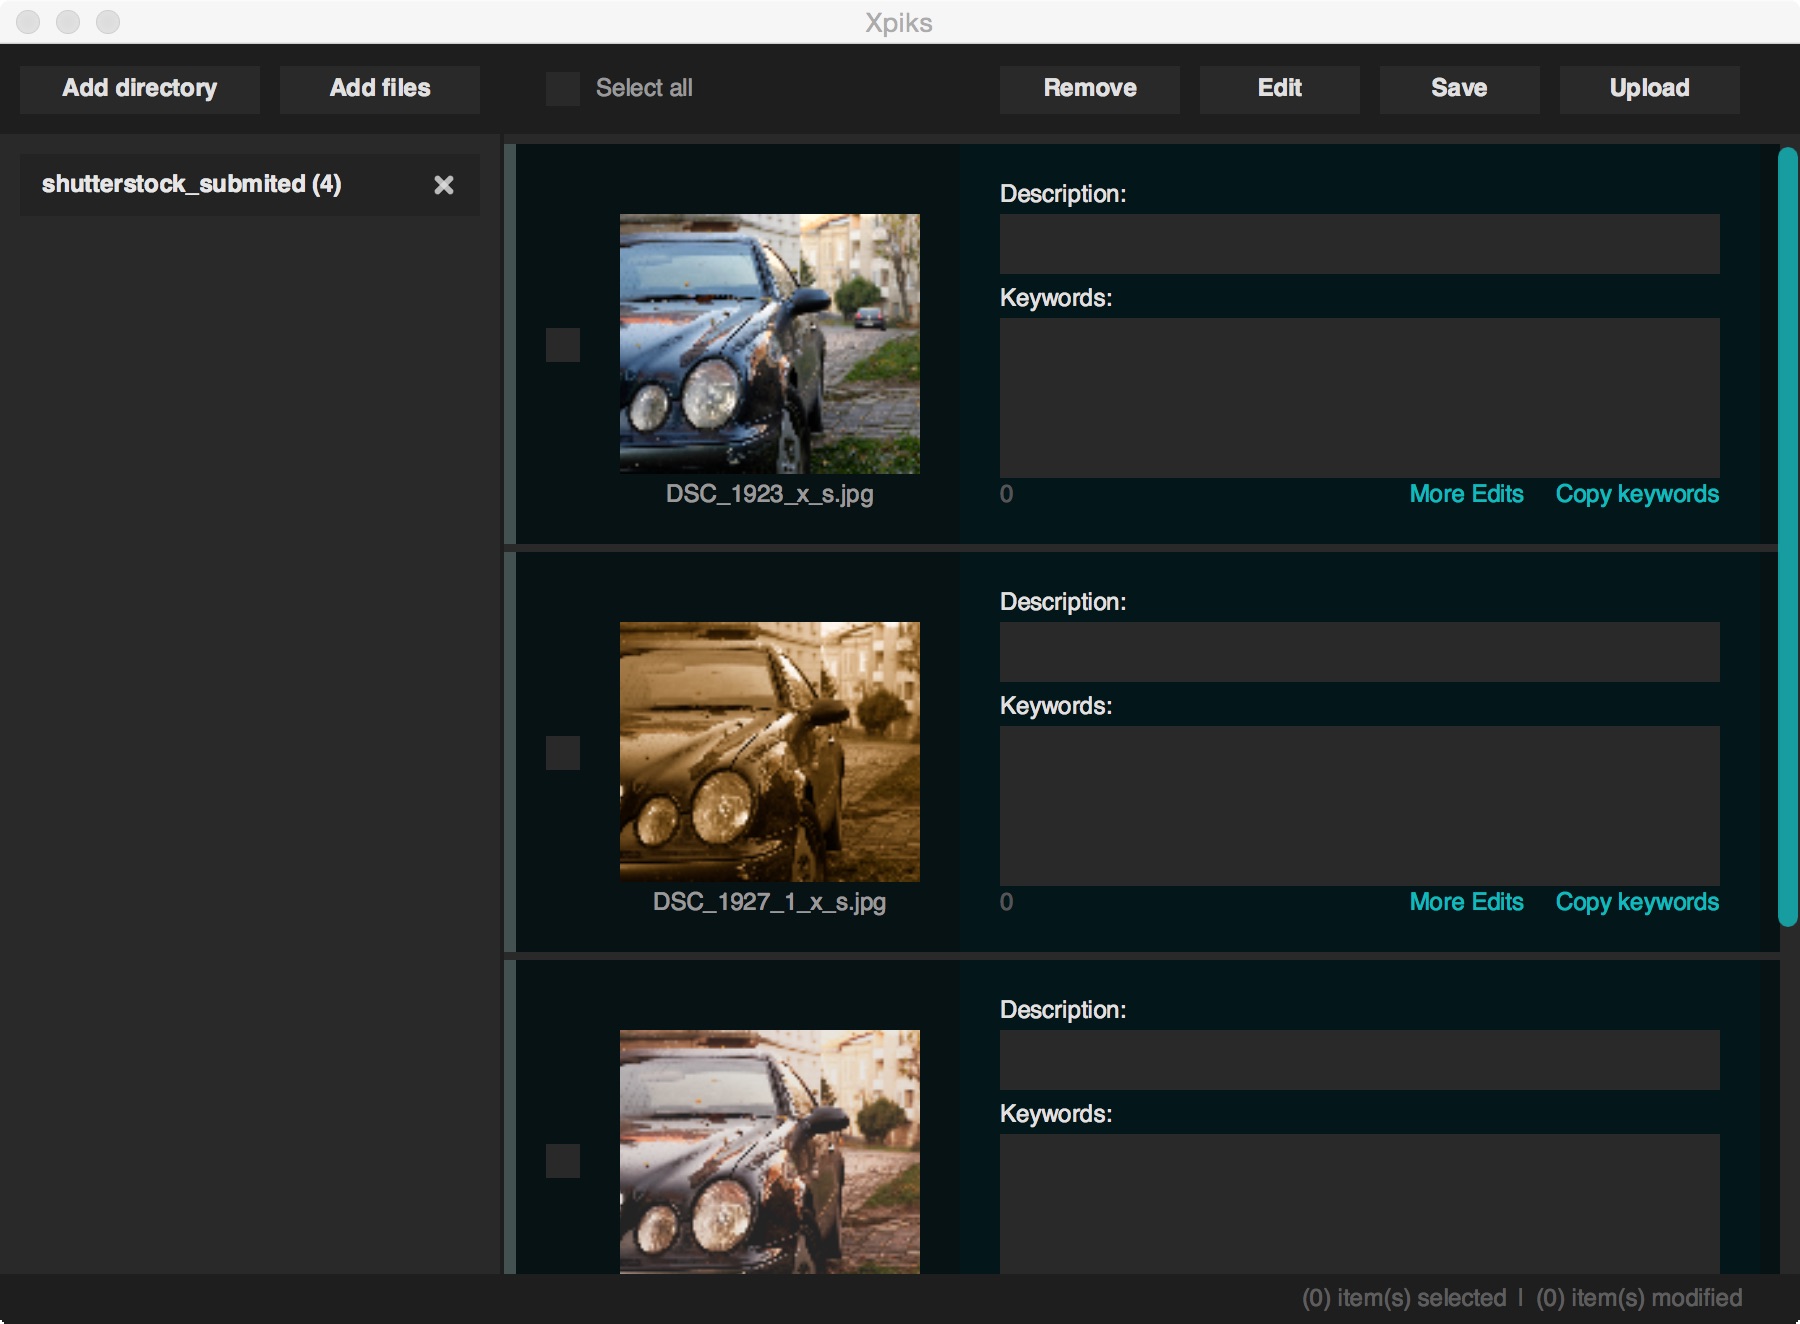 Xpiks
Add directory
Add files
Select all
Remove
Edit
Save
Upload
shutterstock_submited (4)
Description:
Keywords:
DSC_1923_x_s.jpg
0
More Edits
Copy keywords
Description:
Keywords:
DSC_1927_1_x_s.jpg
0
More Edits
Copy keywords
Description:
Keywords:
(0) item(s) selected | (0) item(s) modified